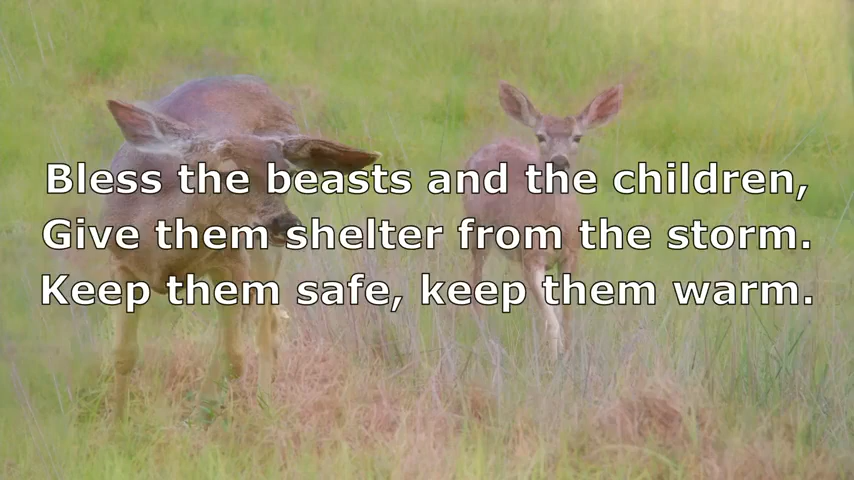 Bless the beasts and the children,
Give them shelter from the storm.
Keep them safe, keep them warm.